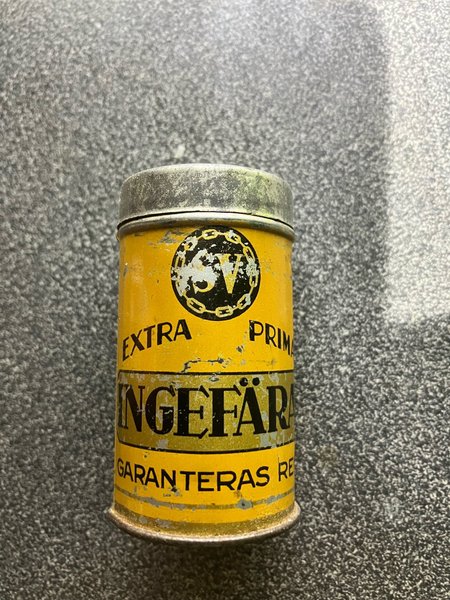 SV
EXTRA PRIMA
INGEFÄRA
GARANTERAS RE